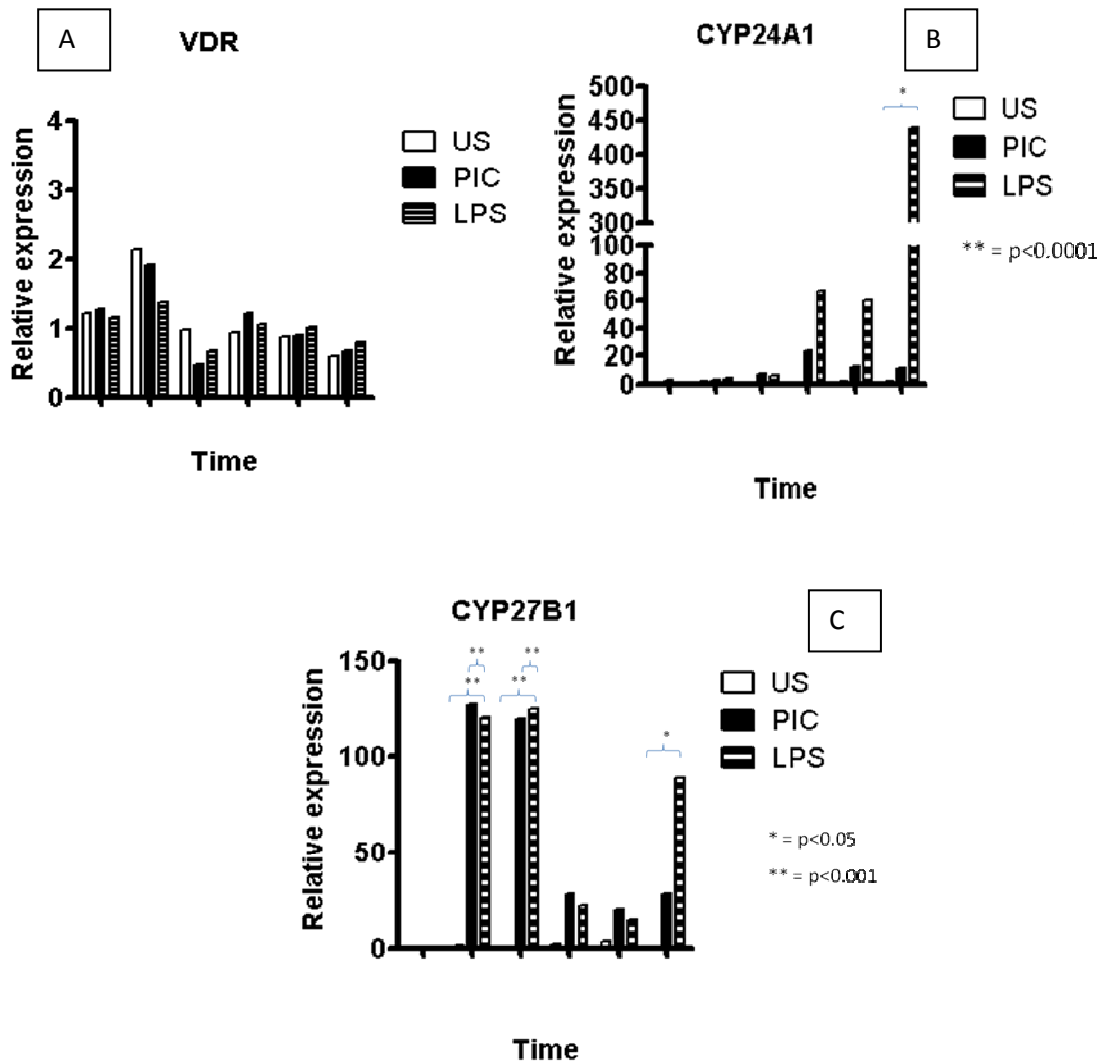 A
VDR
Relative expression
4
3
2
1
0
US
PIC
LPS
Time
CYP24A1
B
Relative expression
500
450
400
350
300
100
80
60
40
20
0
*
US
PIC
LPS
** = p<0.0001
Time
CYP27B1
C
Relative expression
150
100
50
0
** **
** **
*
US
PIC
LPS
* = p<0.05
** = p<0.001
Time